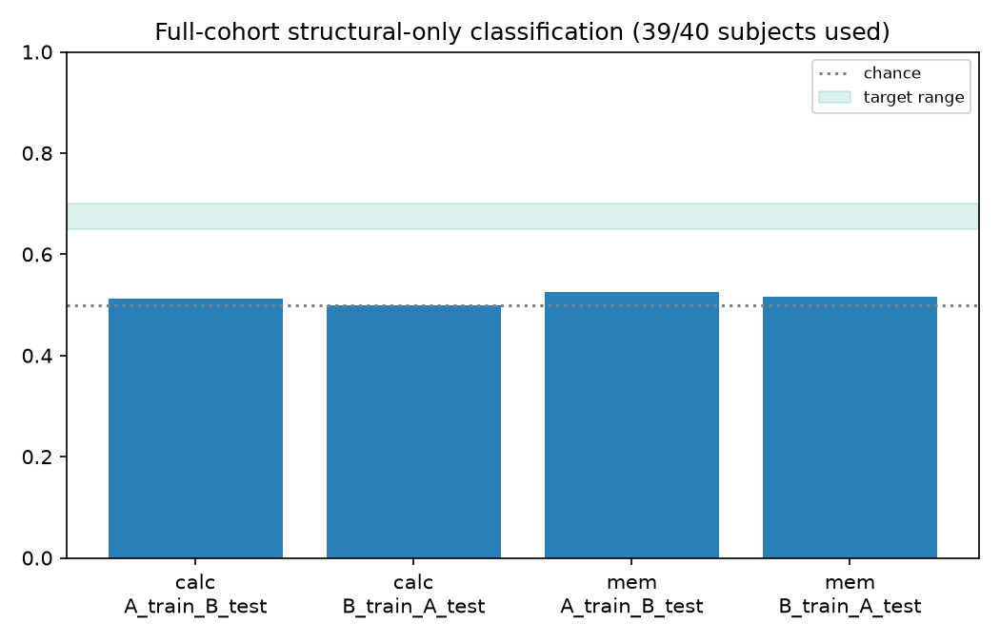 Full-cohort structural-only classification (39/40 subjects used)
1.0
chance
target range
0.8
0.6
0.4
0.2
0.0
calc
A_train_B_test
calc
B_train_A_test
mem
A_train_B_test
mem
B_train_A_test